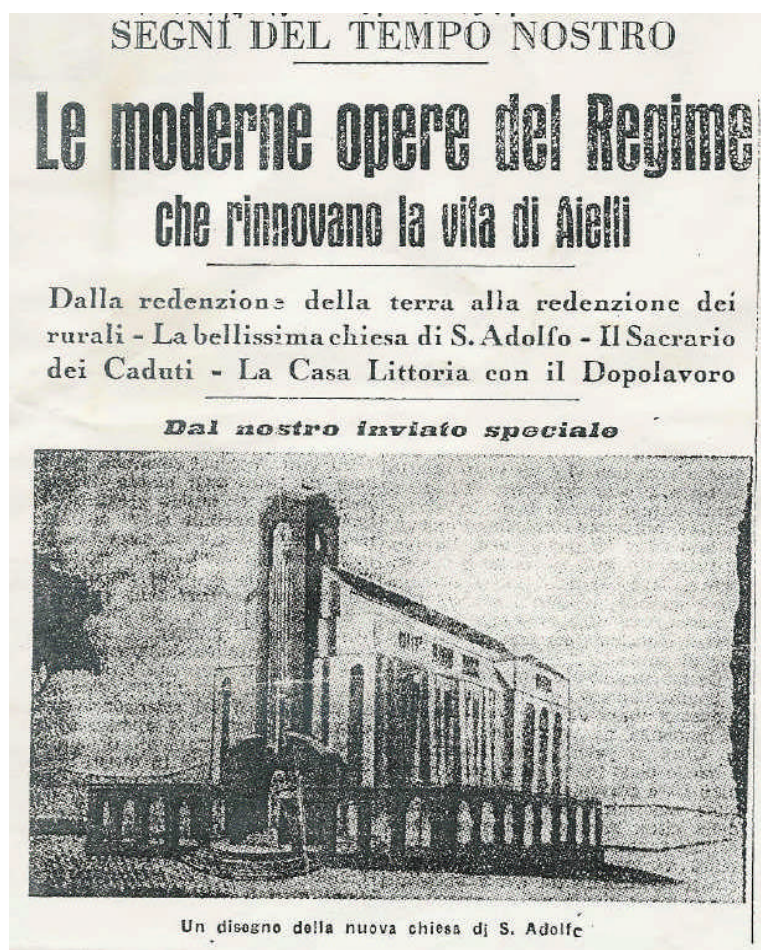 SEGNI DEL TEMPO NOSTRO
Le moderne opere del Regime
che rinnovano la vita di Aielli
Dalla redenzione della terra alla redenzione dei
rurali - La bellissima chiesa di S. Adolfo - Il Sacrario
dei Caduti - La Casa Littoria con il Dopolavoro
Dal nostro inviato speciale
Un disegno della nuova chiesa di S. Adolfo